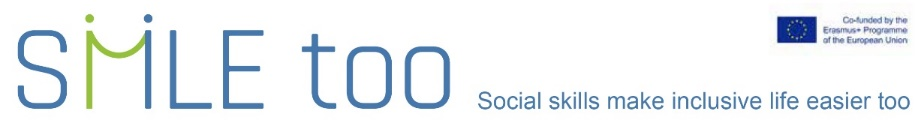 SMILE too
Social skills make inclusive life easier too
Co-funded by the
Erasmus+ Programme
of the European Union